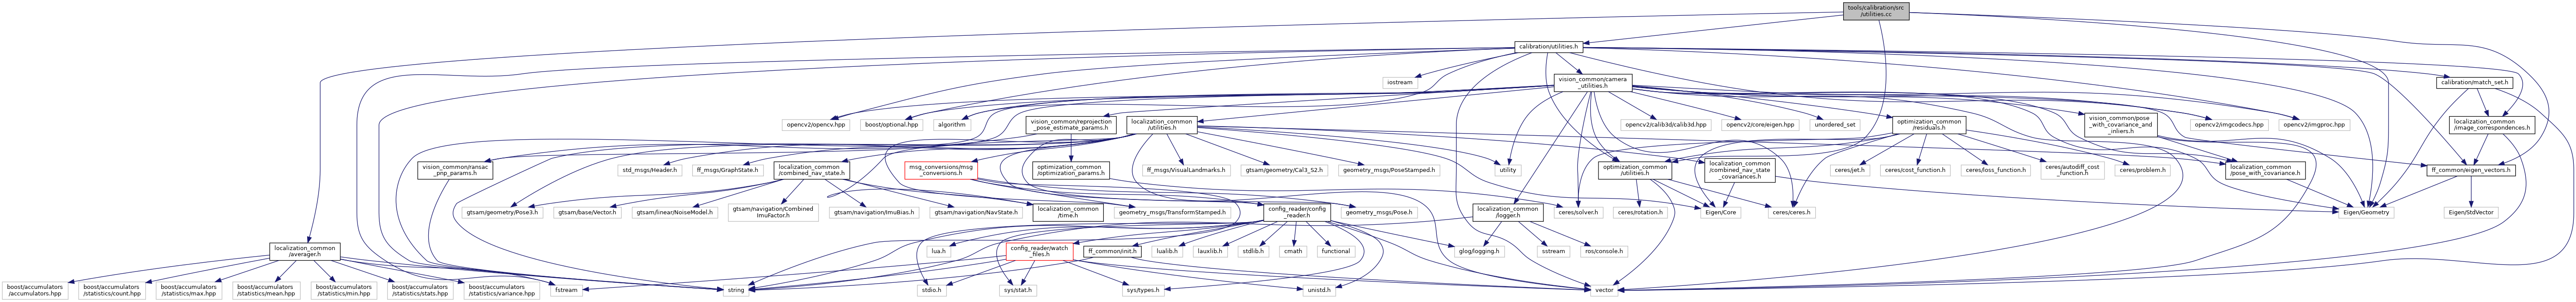 tools/calibration/src
/utilities.cc
calibration/utilities.h
iostream
vision_common/camera
_utilities.h
calibration/match_set.h
opencv2/opencv.hpp
boost/optional.hpp
algorithm
vision_common/reprojection
_pose_estimate_params.h
localization_common
/utilities.h
opencv2/calib3d/calib3d.hpp
opencv2/core/eigen.hpp
unordered_set
optimization_common
/residuals.h
vision_common/pose
_with_covariance_and
_inliers.h
opencv2/imgcodecs.hpp
opencv2/imgproc.hpp
localization_common
/image_correspondences.h
vision_common/ransac
_pnp_params.h
std_msgs/Header.h
ff_msgs/GraphState.h
localization_common
/combined_nav_state.h
msg_conversions/msg
_conversions.h
optimization_common
/optimization_params.h
ff_msgs/VisualLandmarks.h
gtsam/geometry/Cal3_S2.h
geometry_msgs/PoseStamped.h
utility
optimization_common
/utilities.h
localization_common
/combined_nav_state
_covariances.h
ceres/jet.h
ceres/cost_function.h
ceres/loss_function.h
ceres/autodiff_cost
_function.h
ceres/problem.h
localization_common
/pose_with_covariance.h
ff_common/eigen_vectors.h
gtsam/geometry/Pose3.h
gtsam/base/Vector.h
gtsam/linear/NoiseModel.h
gtsam/navigation/Combined
ImuFactor.h
gtsam/navigation/ImuBias.h
gtsam/navigation/NavState.h
localization_common
/time.h
geometry_msgs/TransformStamped.h
config_reader/config
_reader.h
geometry_msgs/Pose.h
localization_common
/logger.h
ceres/solver.h
ceres/rotation.h
Eigen/Core
ceres/ceres.h
Eigen/Geometry
Eigen/StdVector
localization_common
/averager.h
lua.h
config_reader/watch
_files.h
ff_common/init.h
lualib.h
lauxlib.h
stdlib.h
cmath
functional
glog/logging.h
sstream
ros/console.h
boost/accumulators
/accumulators.hpp
boost/accumulators
/statistics/count.hpp
boost/accumulators
/statistics/max.hpp
boost/accumulators
/statistics/mean.hpp
boost/accumulators
/statistics/min.hpp
boost/accumulators
/statistics/stats.hpp
boost/accumulators
/statistics/variance.hpp
fstream
string
stdio.h
sys/stat.h
sys/types.h
unistd.h
vector